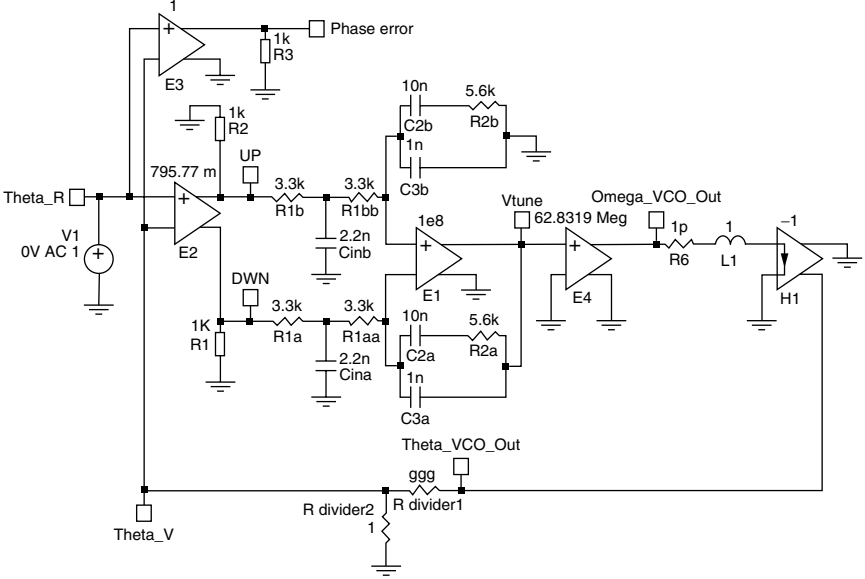 1
Phase error
1k
R3
E3
1k
R2
795.77 m
UP
Theta_R
E2
V1
0V AC 1
3.3k
R1b
3.3k
R1bb
2.2n
Cinb
10n
C2b
5.6k
R2b
1n
C3b
1e8
E1
Vtune
62.8319 Meg
E4
Omega_VCO_Out
1p
R6
1
L1
–1
H1
DWN
1K
R1
3.3k
R1a
3.3k
R1aa
2.2n
Cina
10n
C2a
5.6k
R2a
1n
C3a
Theta_VCO_Out
ggg
R divider1
R divider2
1
Theta_V